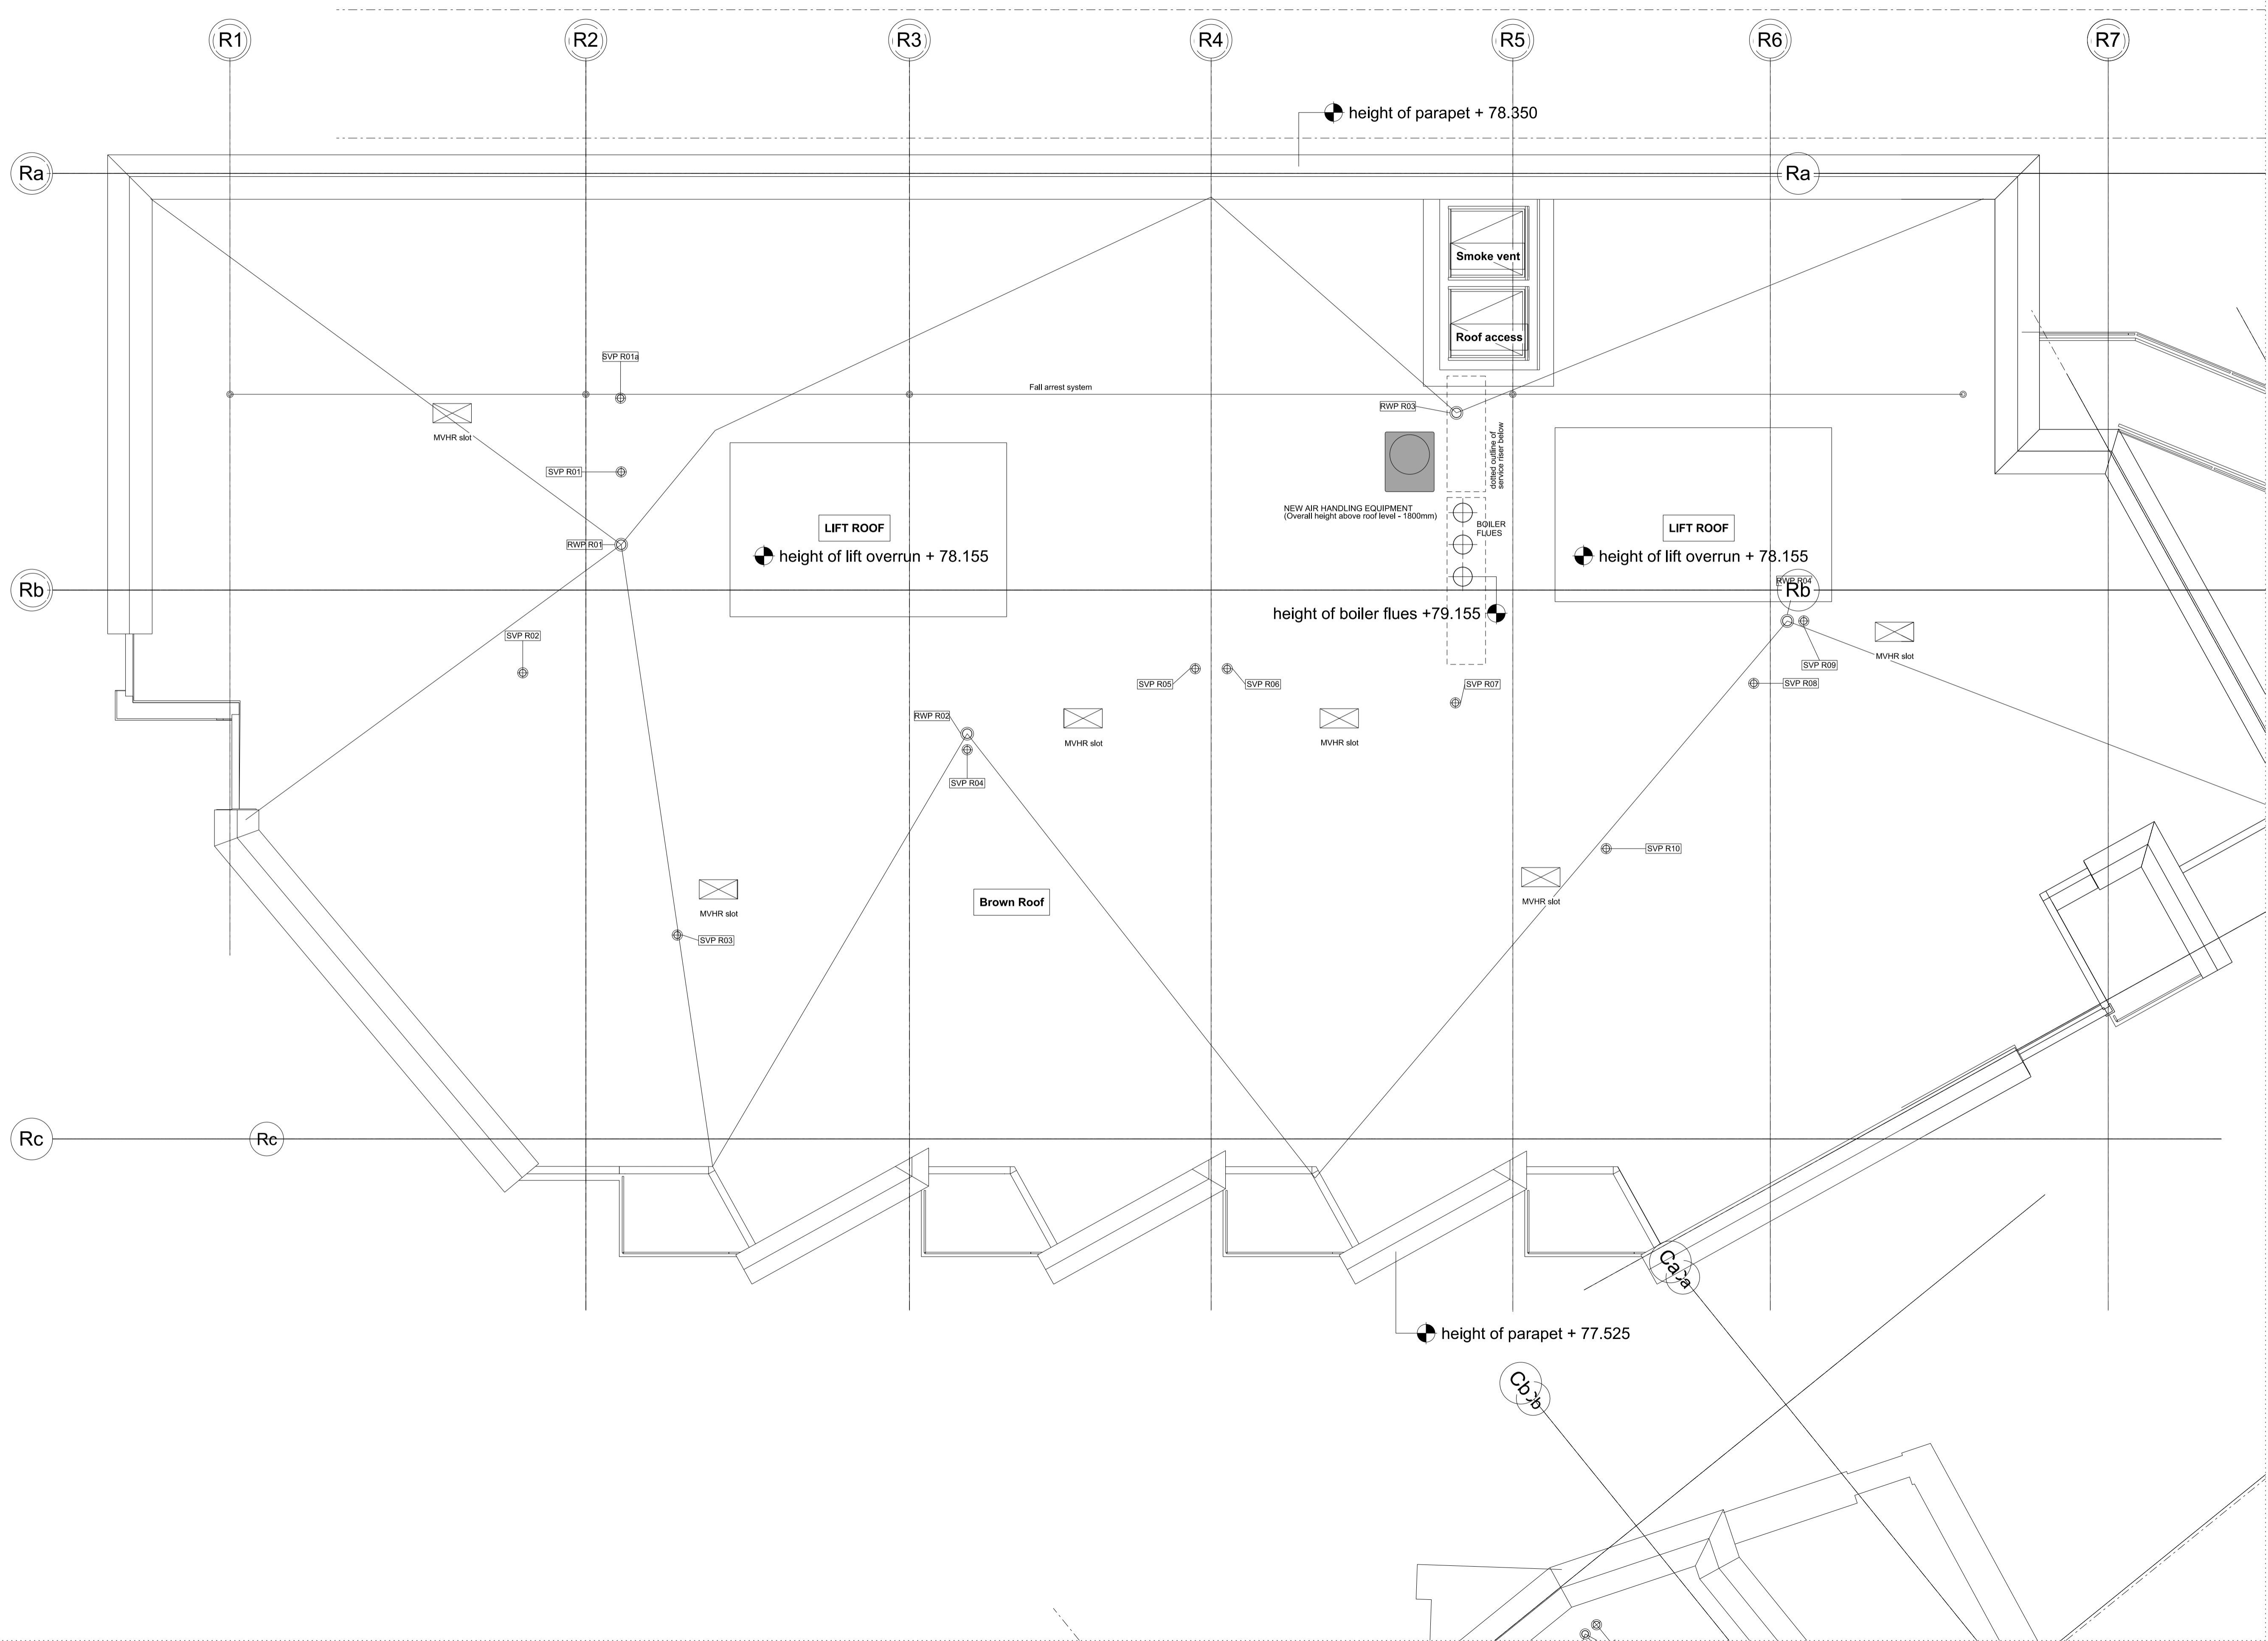 R1
R2
R3
R4
R5
R6
R7
height of parapet + 78.350
Ra
Ra
Smoke vent
Roof access
SVP R01a
Fall arrest system
RWP R03
MVHR slot
dotted outline of
service riser below
SVP R01
NEW AIR HANDLING EQUIPMENT
(Overall height above roof level - 1800mm)
BOILER
FLUES
LIFT ROOF
LIFT ROOF
RWP R01
height of lift overrun + 78.155
height of lift overrun + 78.155
RWP R04
Rb
Rb
height of boiler flues +79.155
SVP R02
MVHR slot
SVP R09
SVP R05
SVP R06
SVP R07
SVP R08
RWP R02
MVHR slot
MVHR slot
SVP R04
SVP R10
MVHR slot
Brown Roof
MVHR slot
SVP R03
Rc
Rc
Ca
Ca
height of parapet + 77.525
Cb
Cb